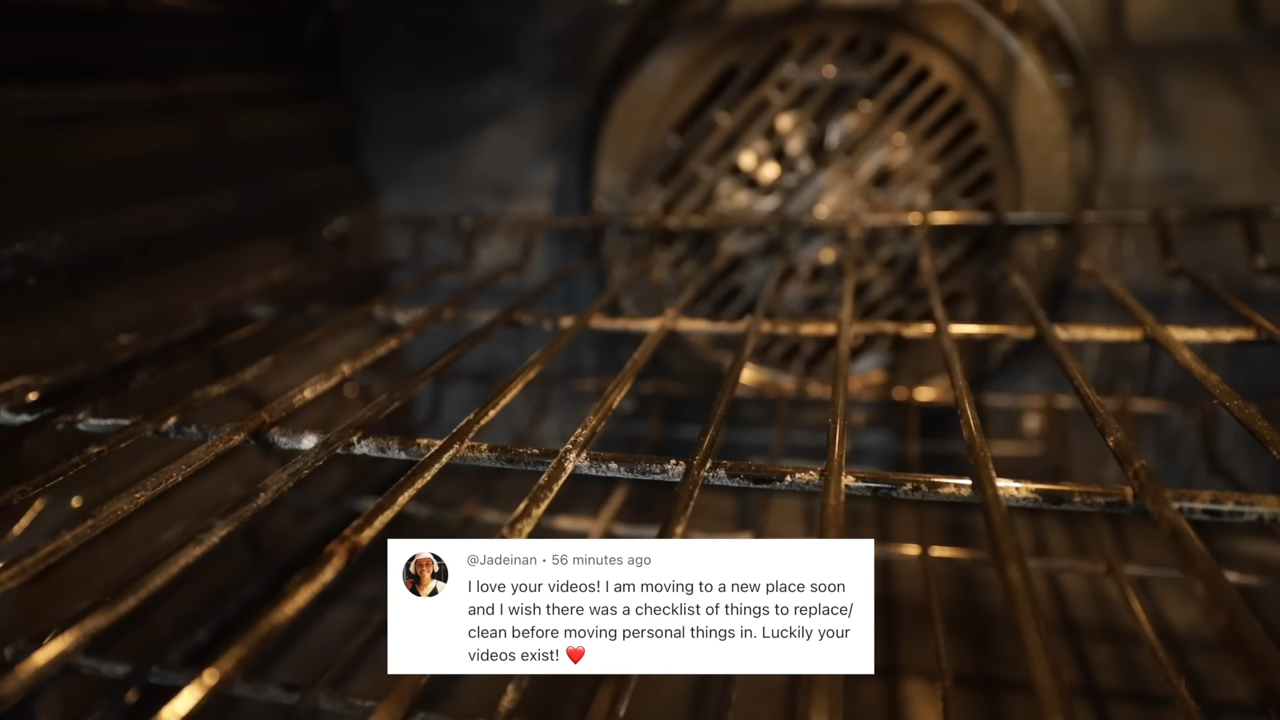 @Jadeinan • 56 minutes ago
I love your videos! I am moving to a new place soon
and I wish there was a checklist of things to replace/
clean before moving personal things in. Luckily your
videos exist! ❤️